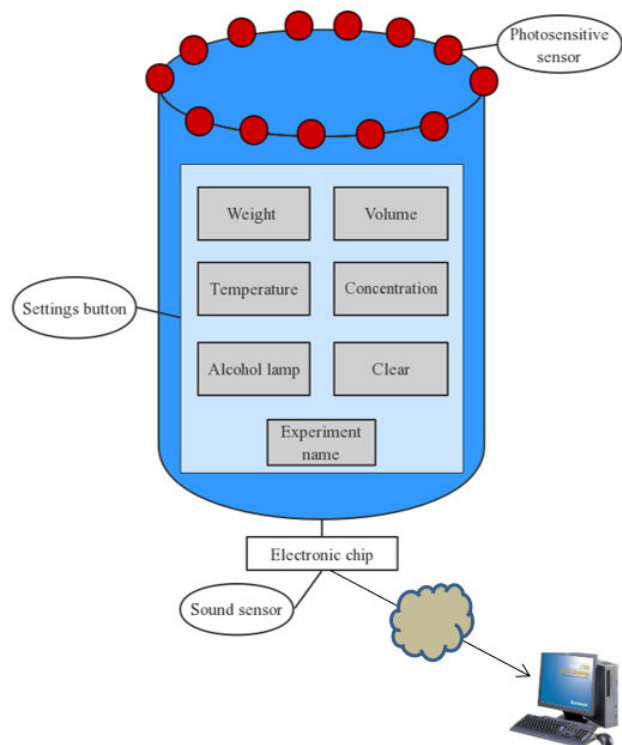 Photosensitive
sensor
Weight
Volume
Settings button
Temperature
Concentration
Alcohol lamp
Clear
Experiment
name
Electronic chip
Sound sensor